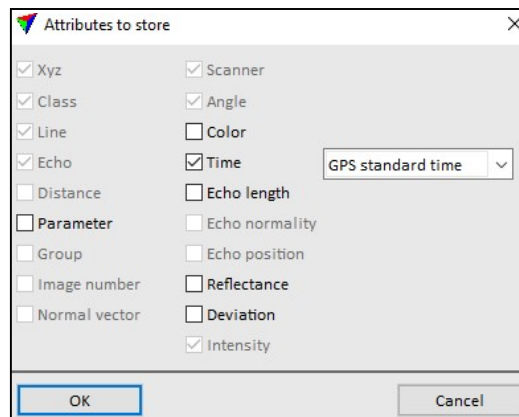 Attributes to store
Xyz
Scanner
Class
Angle
Line
Color
Echo
Time
GPS standard time
Distance
Echo length
Parameter
Echo normality
Group
Echo position
Image number
Reflectance
Normal vector
Deviation
Intensity
OK
Cancel